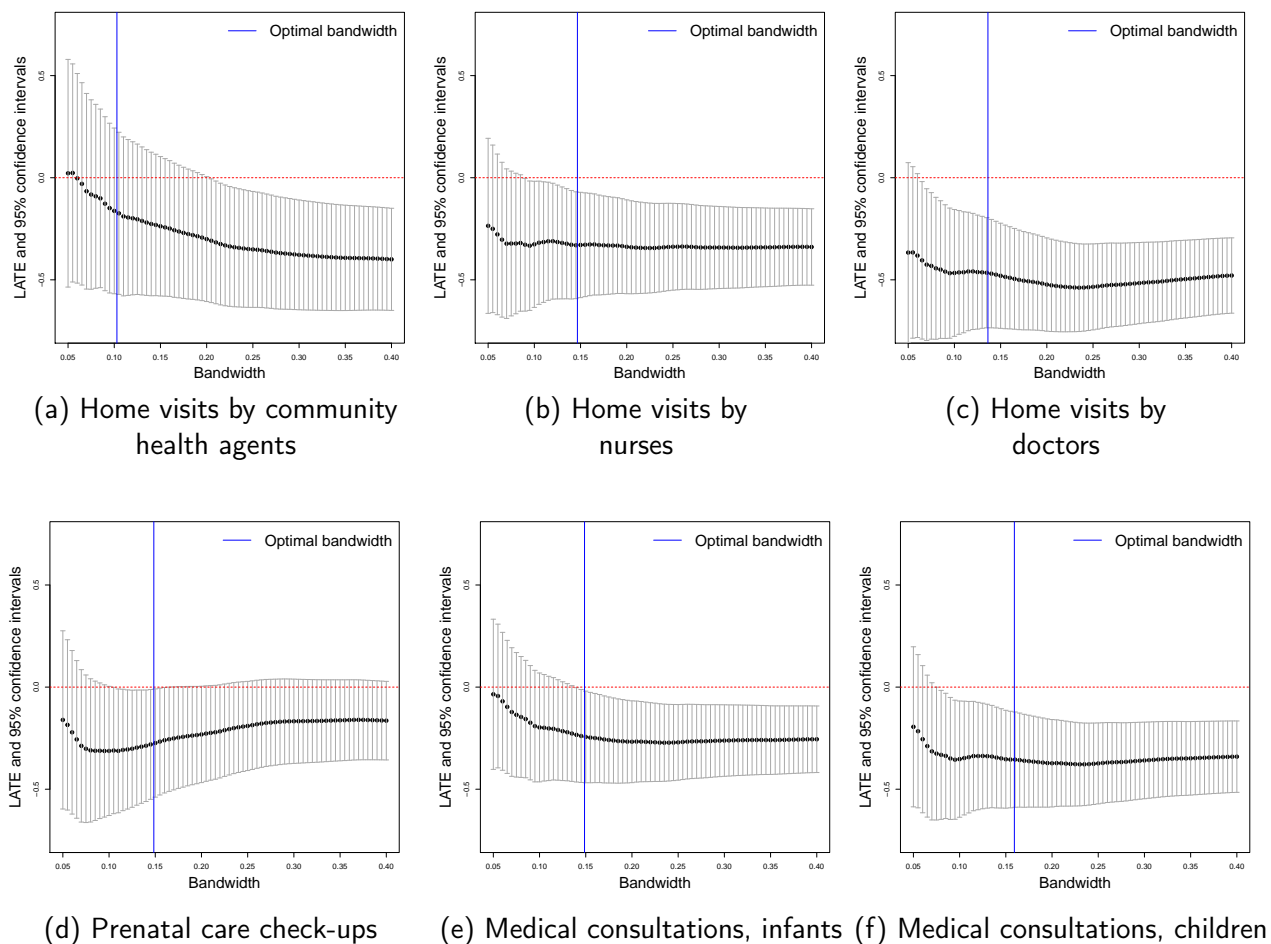 Optimal bandwidth
LATE and 95% confidence intervals
0.5
0.0
−0.5
0.05 0.10 0.15 0.20 0.25 0.30 0.35 0.40
Bandwidth
(a) Home visits by community
health agents
Optimal bandwidth
LATE and 95% confidence intervals
0.5
0.0
−0.5
0.05 0.10 0.15 0.20 0.25 0.30 0.35 0.40
Bandwidth
(b) Home visits by
nurses
Optimal bandwidth
LATE and 95% confidence intervals
0.5
0.0
−0.5
0.05 0.10 0.15 0.20 0.25 0.30 0.35 0.40
Bandwidth
(c) Home visits by
doctors
Optimal bandwidth
LATE and 95% confidence intervals
0.5
0.0
−0.5
0.05 0.10 0.15 0.20 0.25 0.30 0.35 0.40
Bandwidth
(d) Prenatal care check-ups
Optimal bandwidth
LATE and 95% confidence intervals
0.5
0.0
−0.5
0.05 0.10 0.15 0.20 0.25 0.30 0.35 0.40
Bandwidth
(e) Medical consultations, infants
Optimal bandwidth
LATE and 95% confidence intervals
0.5
0.0
−0.5
0.05 0.10 0.15 0.20 0.25 0.30 0.35 0.40
Bandwidth
(f) Medical consultations, children